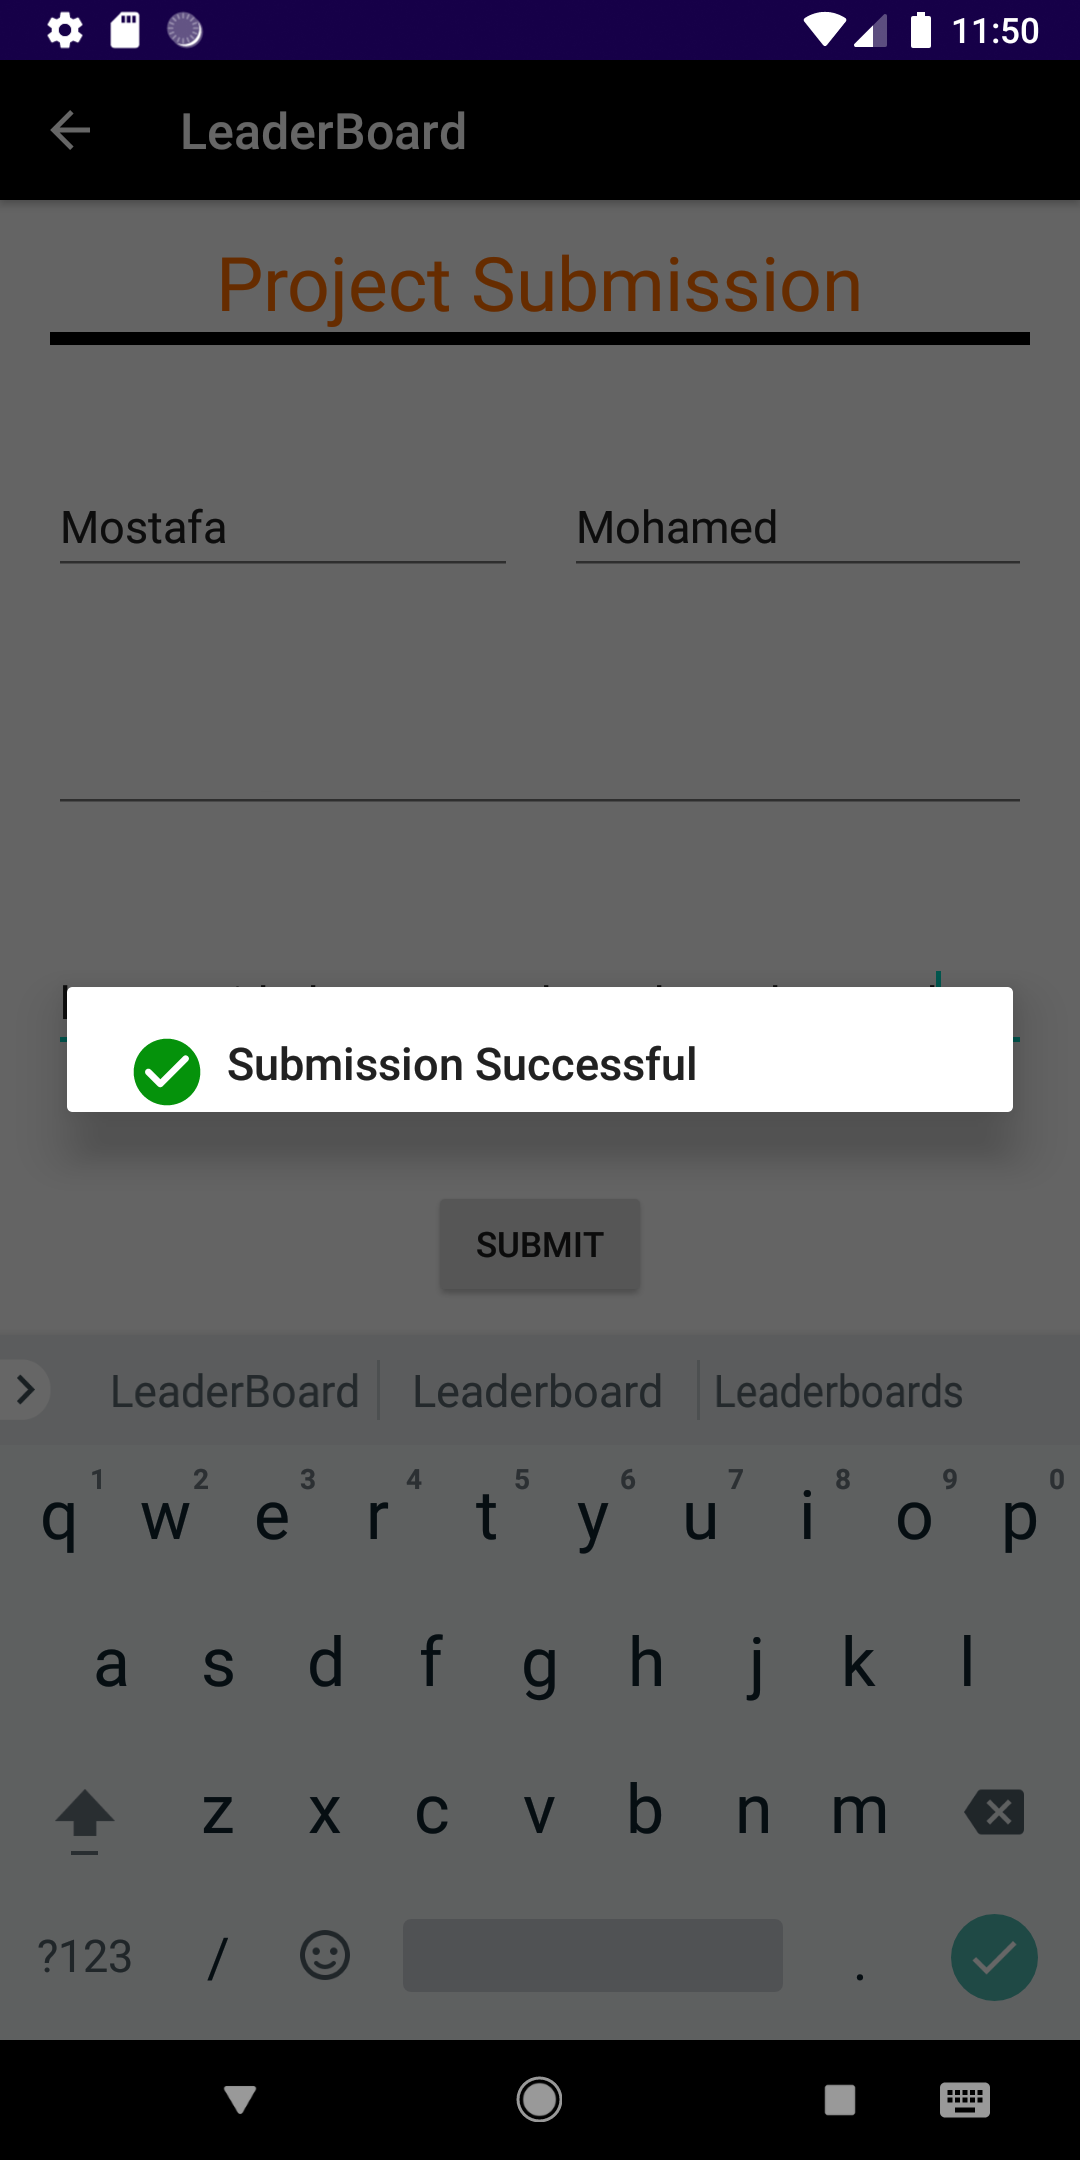 11:50
LeaderBoard
Project Submission
Mostafa Mohamed
Submission Successful
SUBMIT
LeaderBoard Leaderboard Leaderboards
1 2 3 4 5 6 7 8 9 0
q w e r t y u i o p
a s d f g h j k l
z x c v b n m
?123 / .